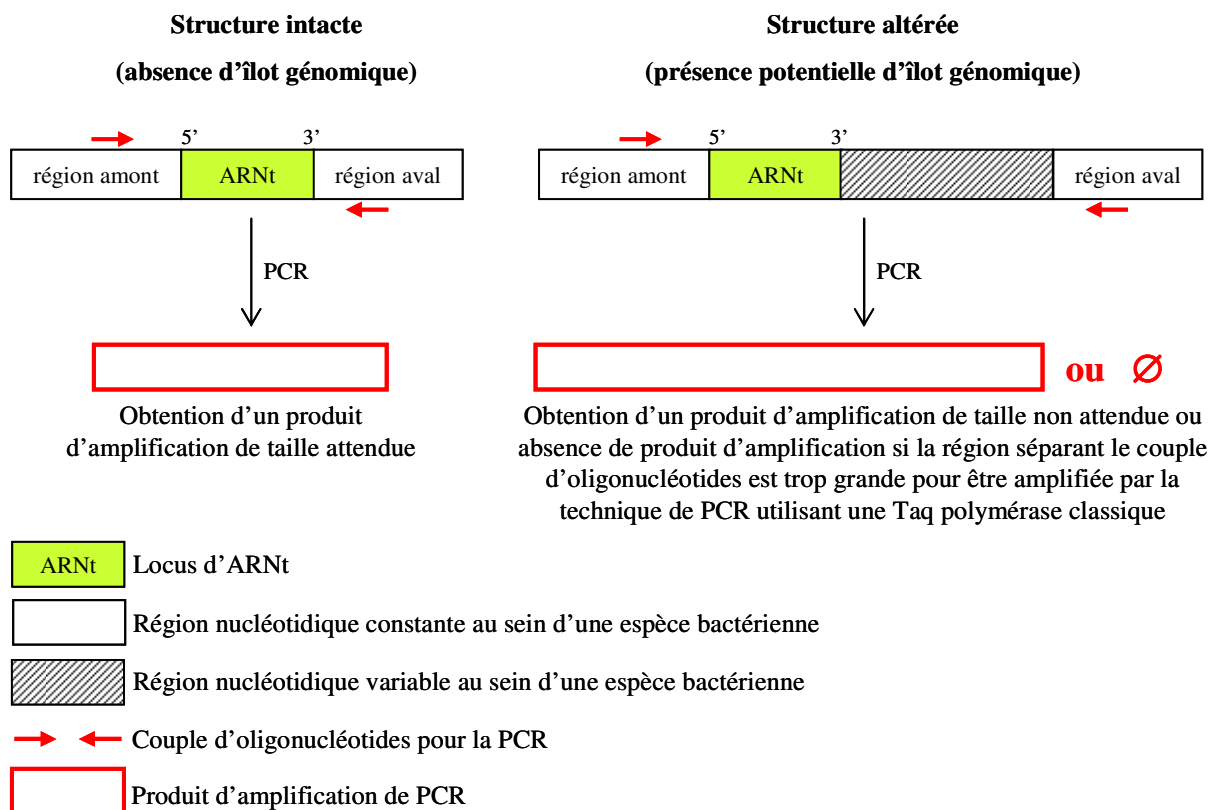 Structure intacte
(absence d'îlot génomique)
Structure altérée
(présence potentielle d'îlot génomique)
5' 3'
région amont ARNt région aval
5' 3'
région amont ARNt région aval
PCR
PCR
ou Ø
Obtention d'un produit
d'amplification de taille attendue
Obtention d'un produit d'amplification de taille non attendue ou
absence de produit d'amplification si la région séparant le couple
d'oligonucléotides est trop grande pour être amplifiée par la
technique de PCR utilisant une Taq polymérase classique
ARNt Locus d'ARNt
Région nucléotidique constante au sein d'une espèce bactérienne
Région nucléotidique variable au sein d'une espèce bactérienne
Couple d'oligonucléotides pour la PCR
Produit d'amplification de PCR